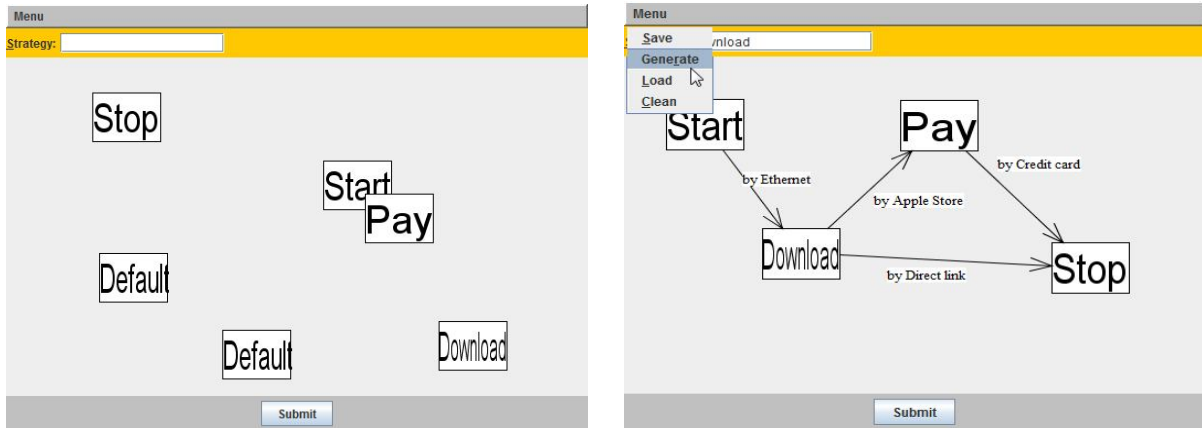 Menu
Strategy:
Stop
Start
Pay
Default
Default
Download
Submit
Menu
Save
Generate
Load
Clean
nload
Start
Pay
by Ethernet
by Credit card
by Apple Store
Download
Stop
by Direct link
Submit